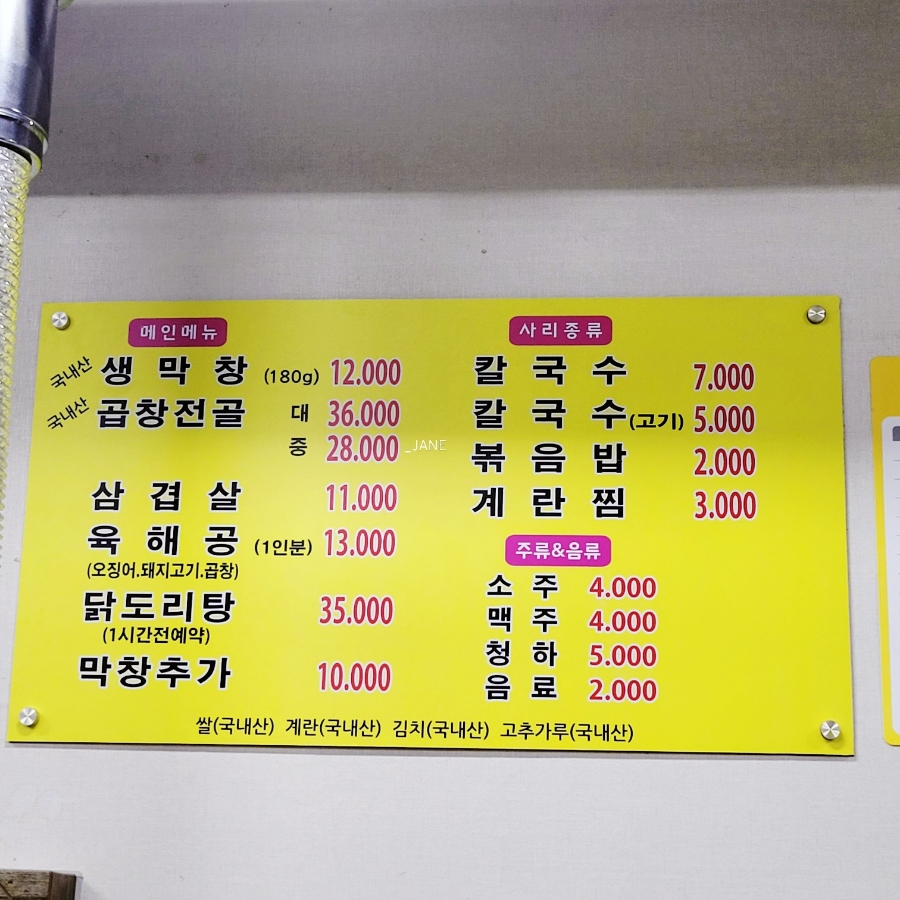 메인메뉴
국내산 생 막 창 (180g) 12.000
국내산 곱창전골 대 36.000
중 28.000
_JANE
삼 겹 살 11.000
육 해 공 (1인분) 13.000
(오징어.돼지고기.곱창)
닭도리탕 35.000
(1시간전예약)
막창추가 10.000
사리종류
칼 국 수 7.000
칼 국 수(고기) 5.000
볶 음 밥 2.000
계 란 찜 3.000
주류&음류
소 주 4.000
맥 주 4.000
청 하 5.000
음 료 2.000
쌀(국내산) 계란(국내산) 김치(국내산) 고추가루(국내산)